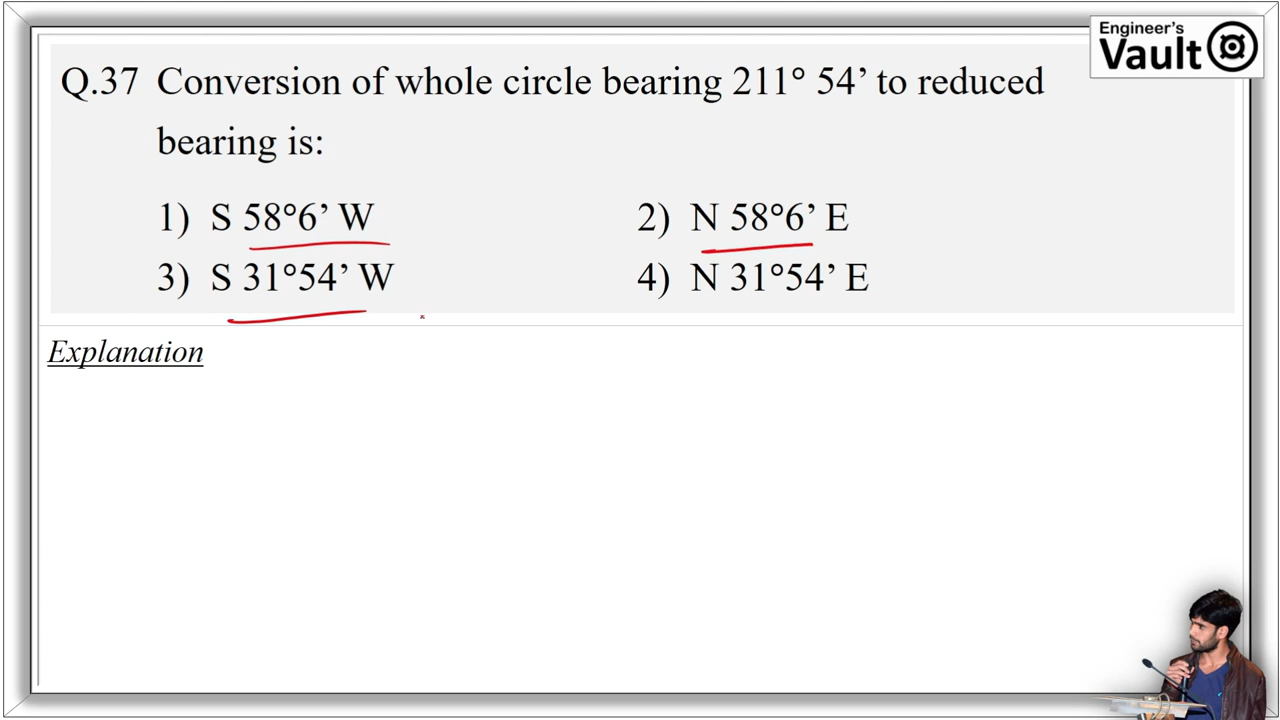 Engineer's
Vault
Q.37 Conversion of whole circle bearing 211° 54’ to reduced
bearing is:
1) S 58°6’ W
2) N 58°6’ E
3) S 31°54’ W
4) N 31°54’ E
Explanation